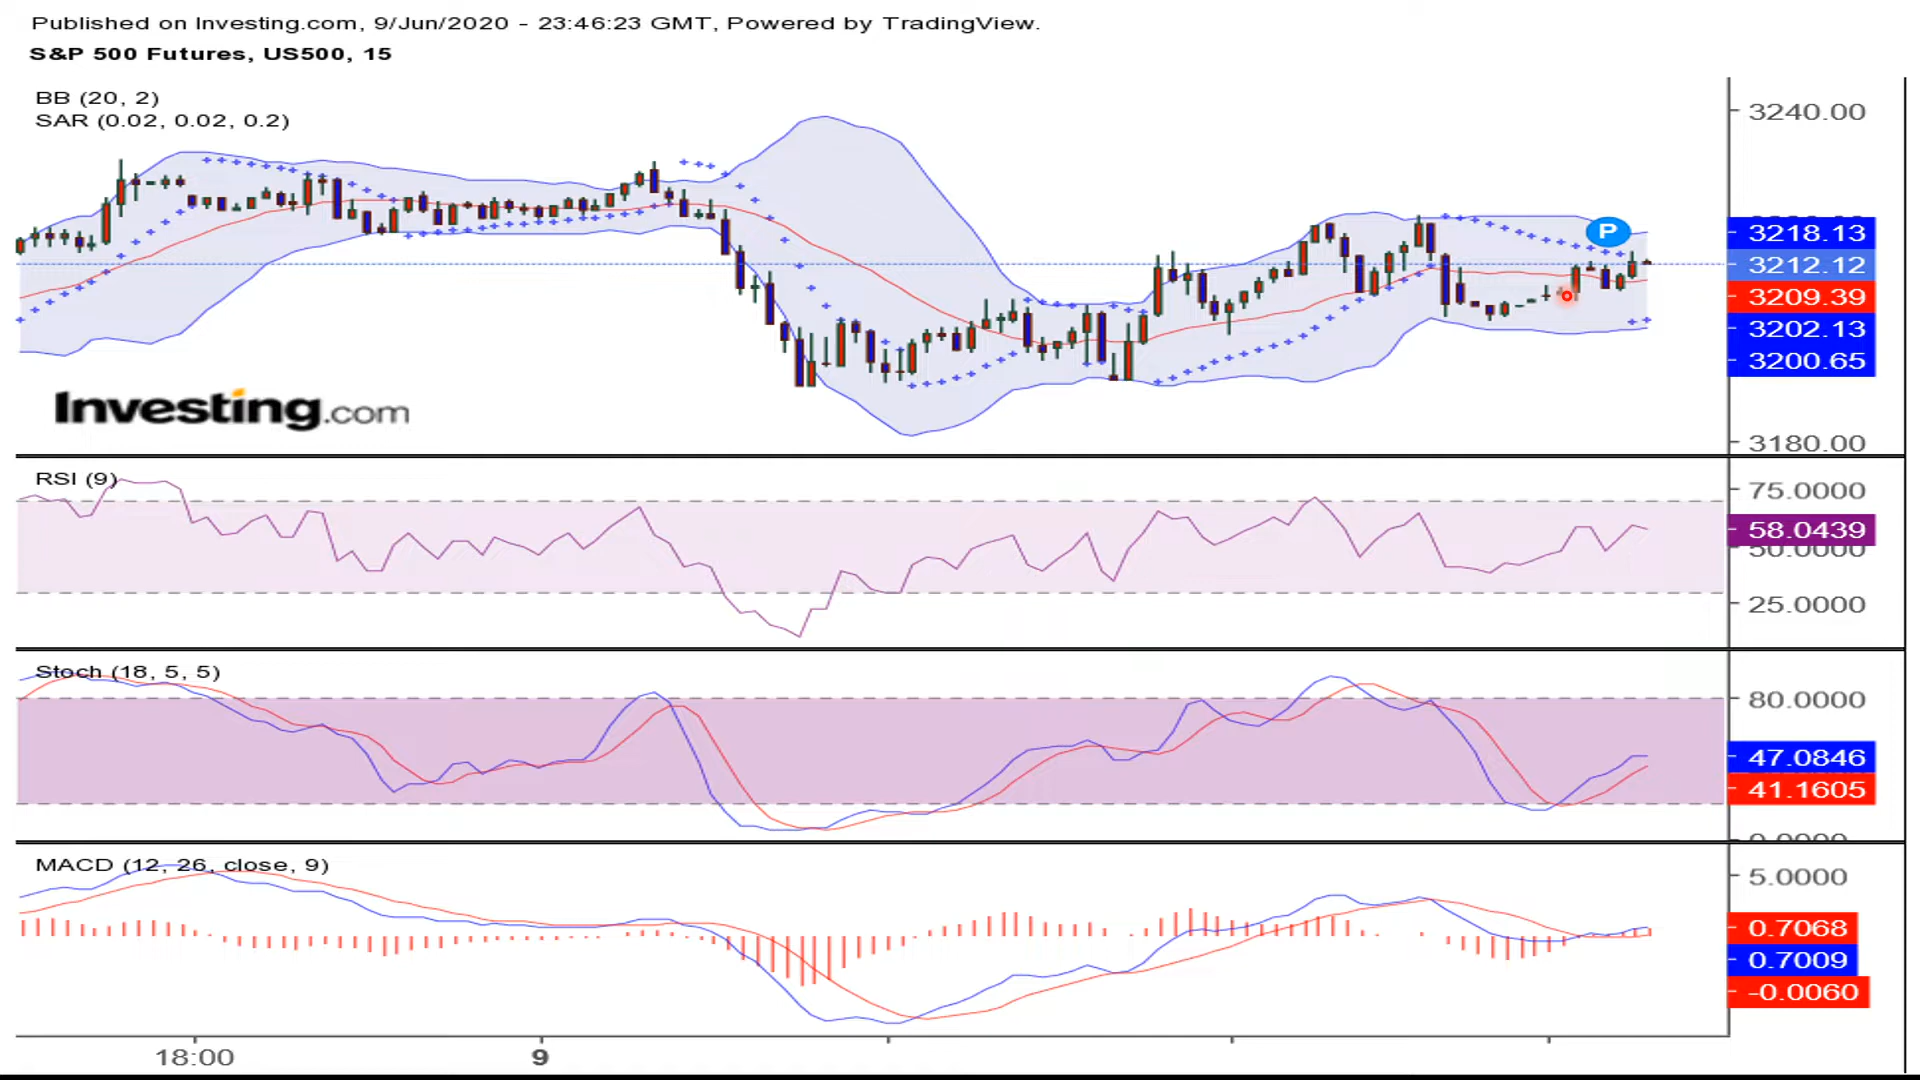 Published on Investing.com, 9/Jun/2020 - 23:46:23 GMT, Powered by TradingView.
S&P 500 Futures, US500, 15
BB (20, 2)
SAR (0.02, 0.02, 0.2)
3240.00
P
3218.13
3212.12
3209.39
3202.13
3200.65
Investing.com
3180.00
RSI (9)
75.0000
58.0439
50.0000
25.0000
Stoch (18, 5, 5)
80.0000
47.0846
41.1605
0.0000
MACD (12, 26, close, 9)
5.0000
0.7068
0.7009
-0.0060
18:00
9